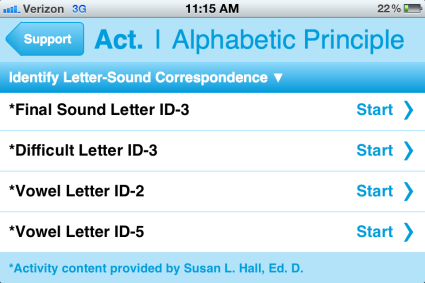 Verizon 3G 11:15 AM 22%
Support Act. | Alphabetic Principle
Identify Letter-Sound Correspondence ▼
*Final Sound Letter ID-3 Start
*Difficult Letter ID-3 Start
*Vowel Letter ID-2 Start
*Vowel Letter ID-5 Start
*Activity content provided by Susan L. Hall, Ed. D.